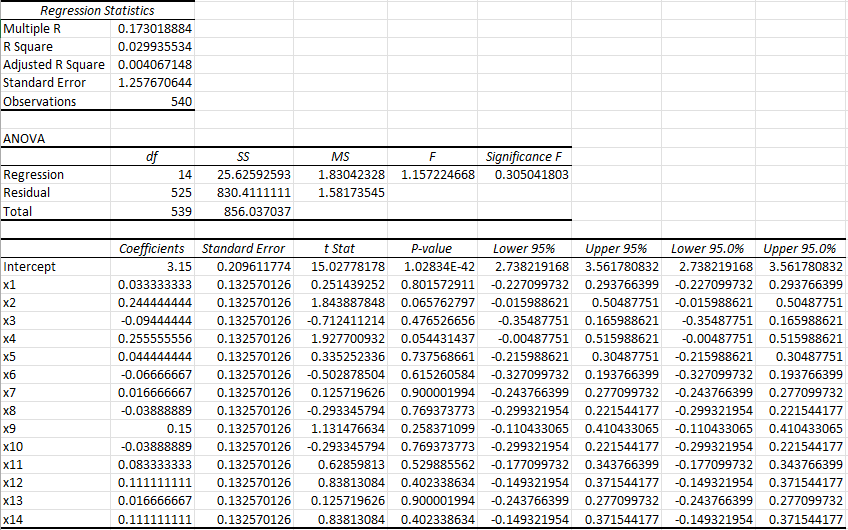 Regression Statistics
Multiple R 0.173018884
R Square 0.029935534
Adjusted R Square 0.004067148
Standard Error 1.257670644
Observations 540
ANOVA
df SS MS F Significance F
Regression 14 25.62592593 1.83042328 1.157224668 0.305041803
Residual 525 830.4111111 1.58173545
Total 539 856.037037
Coefficients Standard Error t Stat P-value Lower 95% Upper 95% Lower 95.0% Upper 95.0%
Intercept 3.15 0.209611774 15.02778178 1.02834E-42 2.738219168 3.561780832 2.738219168 3.561780832
x1 0.033333333 0.132570126 0.251439252 0.801572911 -0.227099732 0.293766399 -0.227099732 0.293766399
x2 0.244444444 0.132570126 1.843887848 0.065762797 -0.015988621 0.50487751 -0.015988621 0.50487751
x3 -0.09444444 0.132570126 -0.712411214 0.476526656 -0.35487751 0.165988621 -0.35487751 0.165988621
x4 0.255555556 0.132570126 1.927700932 0.054431437 -0.00487751 0.515988621 -0.00487751 0.515988621
x5 0.044444444 0.132570126 0.335252336 0.737568661 -0.215988621 0.30487751 -0.215988621 0.30487751
x6 -0.06666667 0.132570126 -0.502878504 0.615260584 -0.327099732 0.193766399 -0.327099732 0.193766399
x7 0.016666667 0.132570126 0.125719626 0.900001994 -0.243766399 0.277099732 -0.243766399 0.277099732
x8 -0.03888889 0.132570126 -0.293345794 0.769373773 -0.299321954 0.221544177 -0.299321954 0.221544177
x9 0.15 0.132570126 1.131476634 0.258371099 -0.110433065 0.410433065 -0.110433065 0.410433065
x10 -0.03888889 0.132570126 -0.293345794 0.769373773 -0.299321954 0.221544177 -0.299321954 0.221544177
x11 0.083333333 0.132570126 0.62859813 0.529885562 -0.177099732 0.343766399 -0.177099732 0.343766399
x12 0.111111111 0.132570126 0.83813084 0.402338634 -0.149321954 0.371544177 -0.149321954 0.371544177
x13 0.016666667 0.132570126 0.125719626 0.900001994 -0.243766399 0.277099732 -0.243766399 0.277099732
x14 0.111111111 0.132570126 0.83813084 0.402338634 -0.149321954 0.371544177 -0.149321954 0.371544177